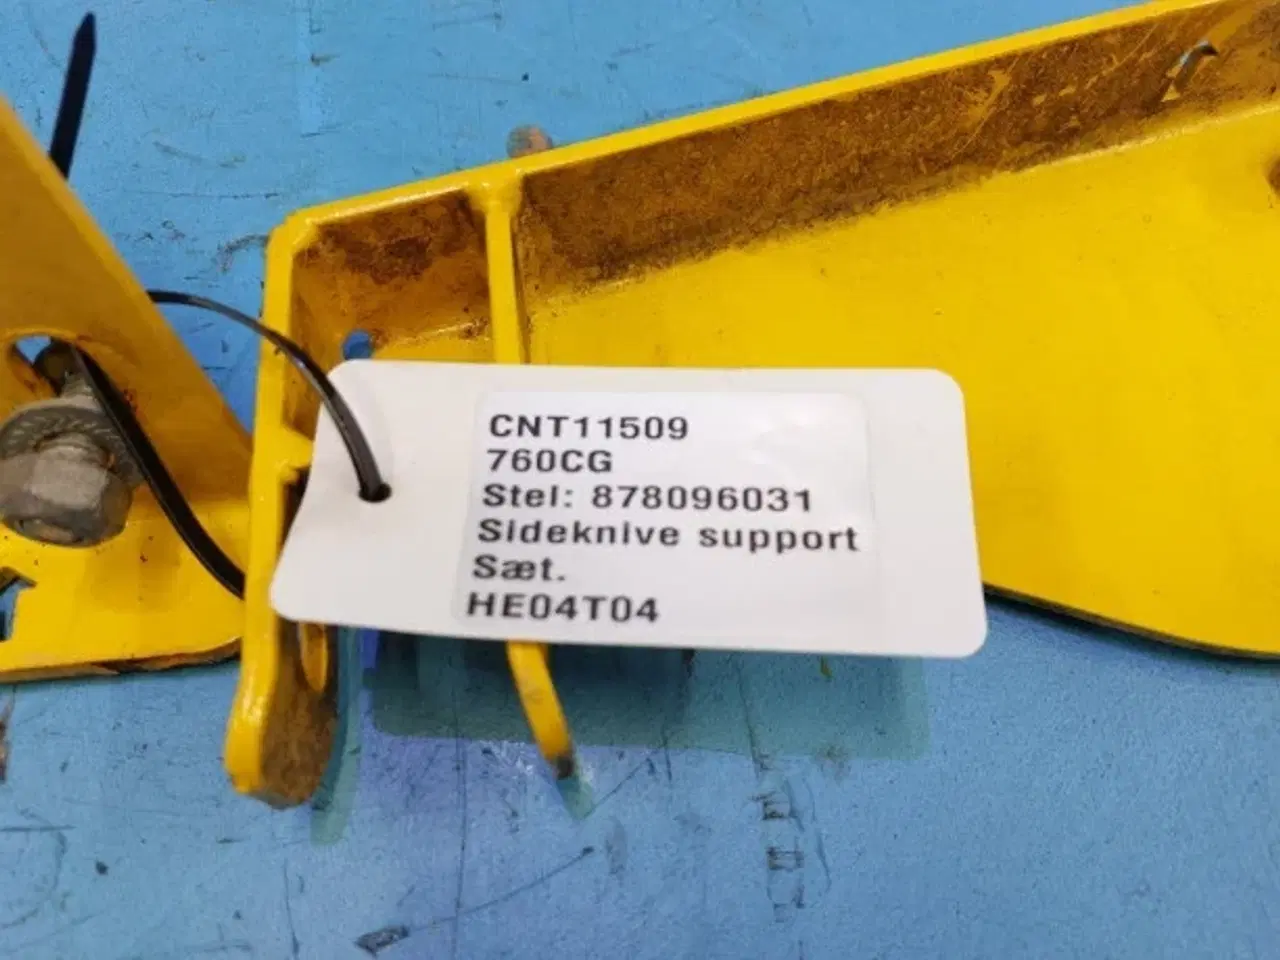 CNT11509
760CG
Stel: 878096031
Sideknive support
Sæt.
HE04T04